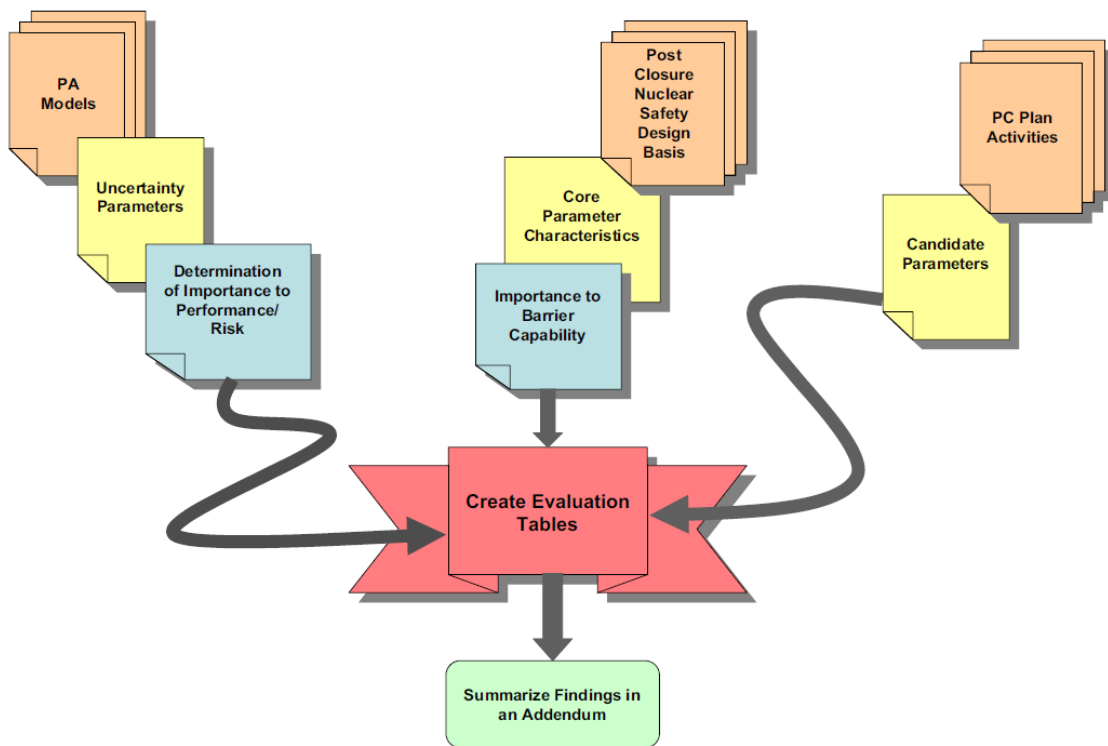 PA
Models
Uncertainty
Parameters
Determination
of Importance to
Performance/
Risk
Post
Closure
Nuclear
Safety
Design
Basis
Core
Parameter
Characteristics
Importance to
Barrier
Capability
PC Plan
Activities
Candidate
Parameters
Create Evaluation
Tables
Summarize Findings in
an Addendum